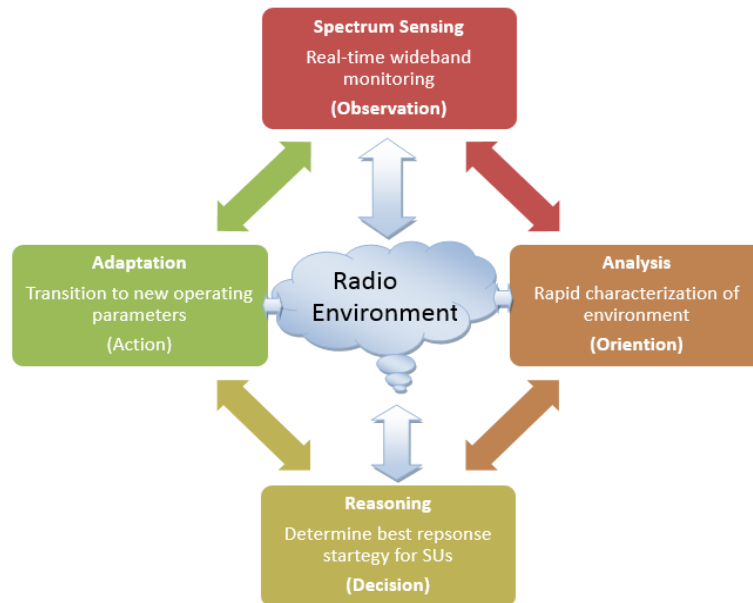 Spectrum Sensing
Real-time wideband
monitoring
(Observation)
Adaptation
Transition to new operating
parameters
(Action)
Radio
Environment
Analysis
Rapid characterization of
environment
(Oriention)
Reasoning
Determine best repsonse
startegy for SUs
(Decision)